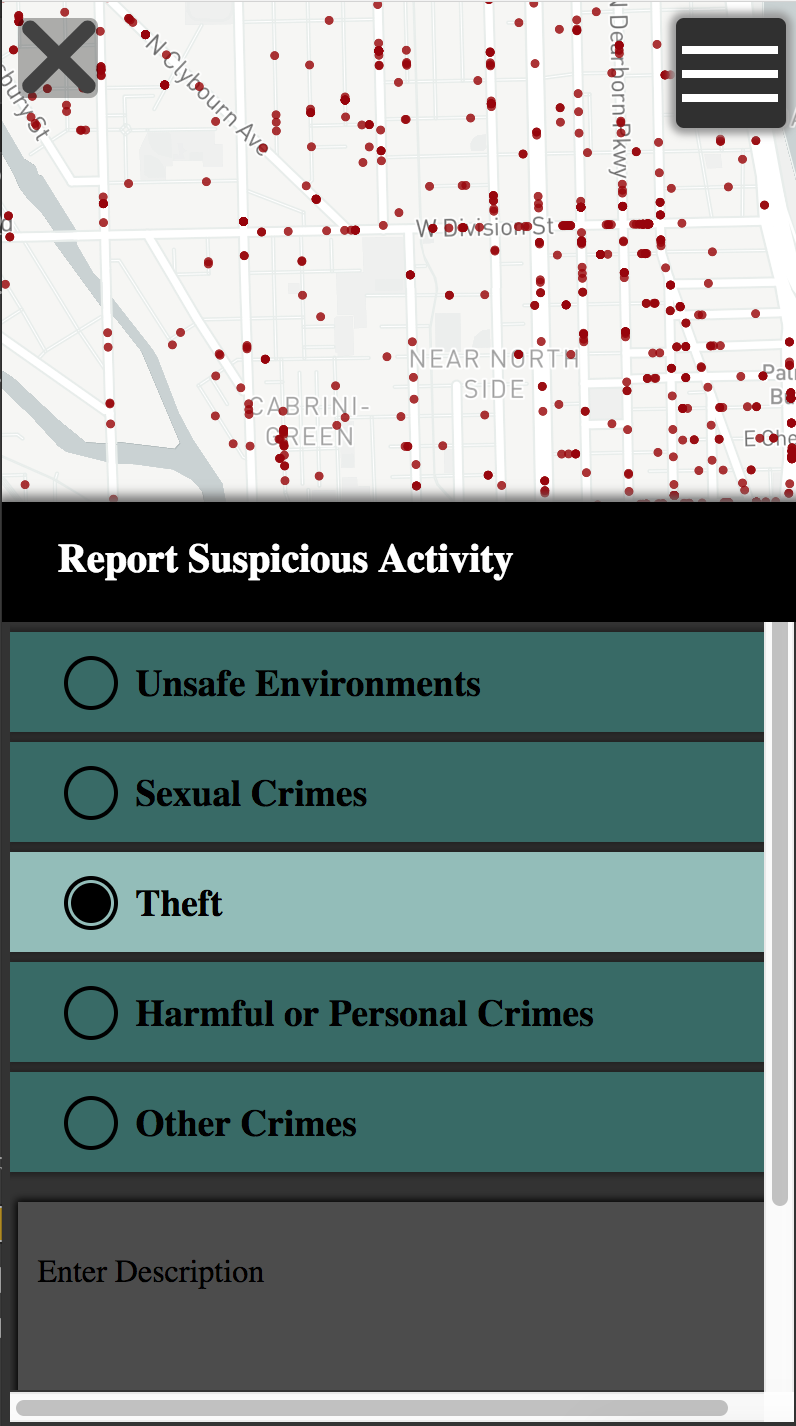 N Clybourn Ave
N Dearborn Pkwy
W Division St
NEAR NORTH
SIDE
CABRINI-
GREEN
Report Suspicious Activity
Unsafe Environments
Sexual Crimes
Theft
Harmful or Personal Crimes
Other Crimes
Enter Description